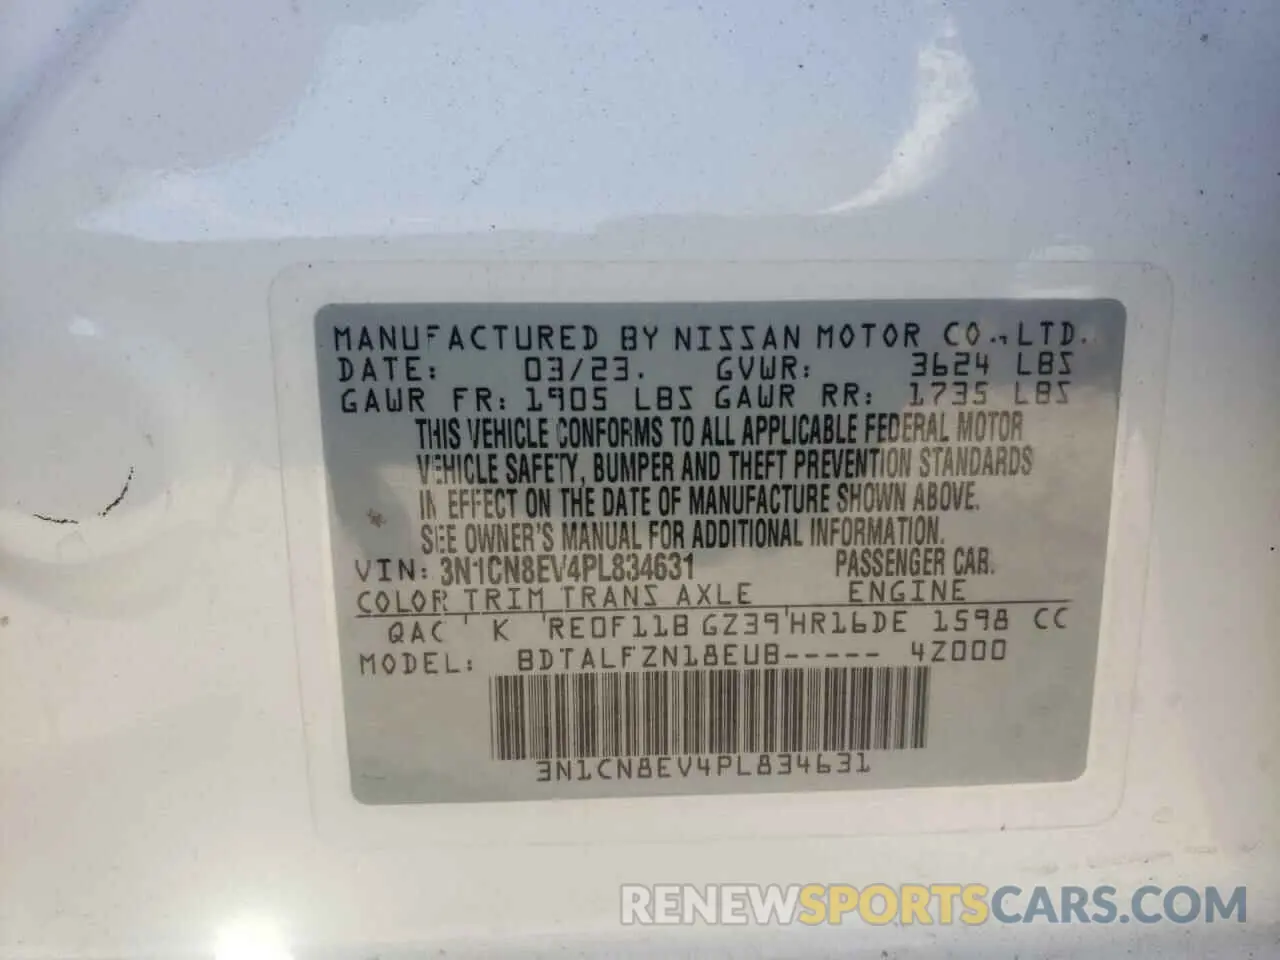 MANUFACTURED BY NISSAN MOTOR CO., LTD.
DATE: 03/23. GVWR: 3624 LBS
GAWR FR: 1905 LBS GAWR RR: 1735 LBS
THIS VEHICLE CONFORMS TO ALL APPLICABLE FEDERAL MOTOR
VEHICLE SAFETY, BUMPER AND THEFT PREVENTION STANDARDS
IN EFFECT ON THE DATE OF MANUFACTURE SHOWN ABOVE.
SEE OWNER'S MANUAL FOR ADDITIONAL INFORMATION.
VIN: 3N1CN8EV4PL834631 PASSENGER CAR.
COLOR TRIM TRANS AXLE ENGINE
QAC K RE0F11B GZ39 HR16DE 1598 CC
MODEL: BDTALFZN18EUB----- 4Z000
3N1CN8EV4PL834631
RENEWSPORTSCARS.COM/24